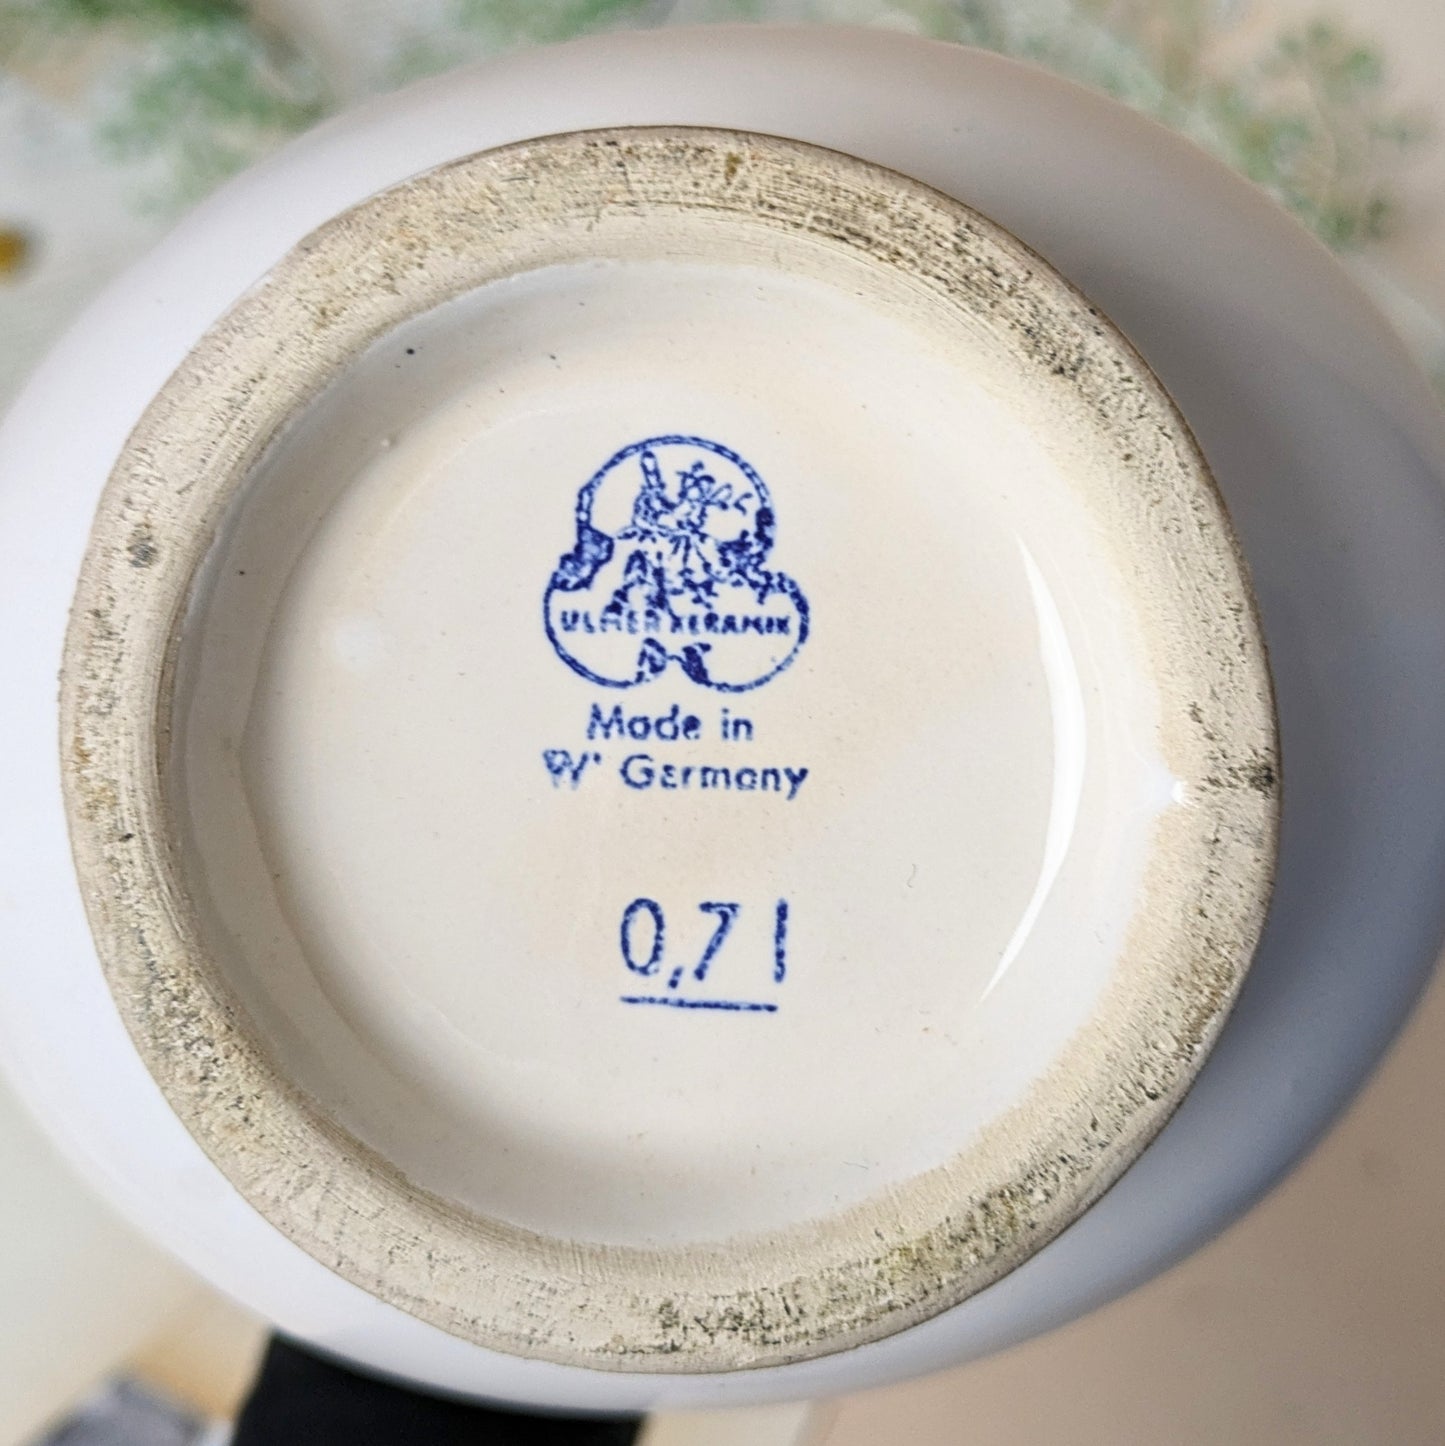 ULMER KERAMIK
Made in
W' Germany
0,7 l